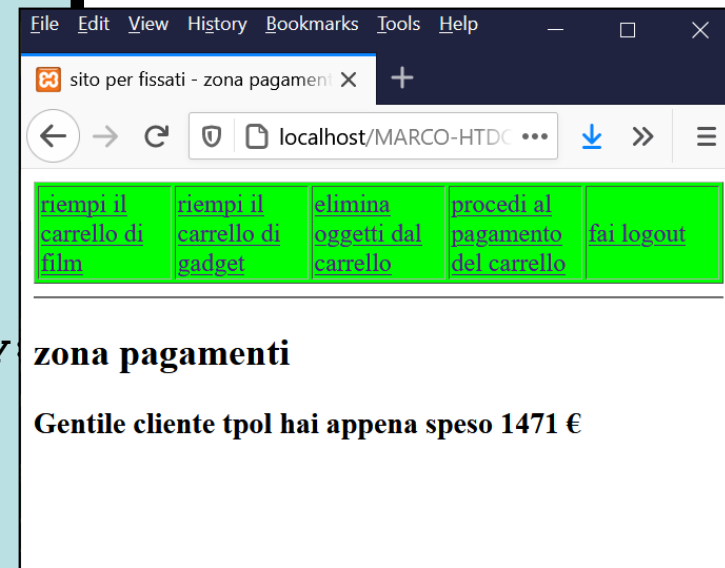 File Edit View History Bookmarks Tools Help
sito per fissati - zona pagament
localhost/MARCO-HTDC
riempi il
carrello di
film
riempi il
carrello di
gadget
elimina
oggetti dal
carrello
procedi al
pagamento
del carrello
fai logout
zona pagamenti
Gentile cliente tpol hai appena speso 1471 €